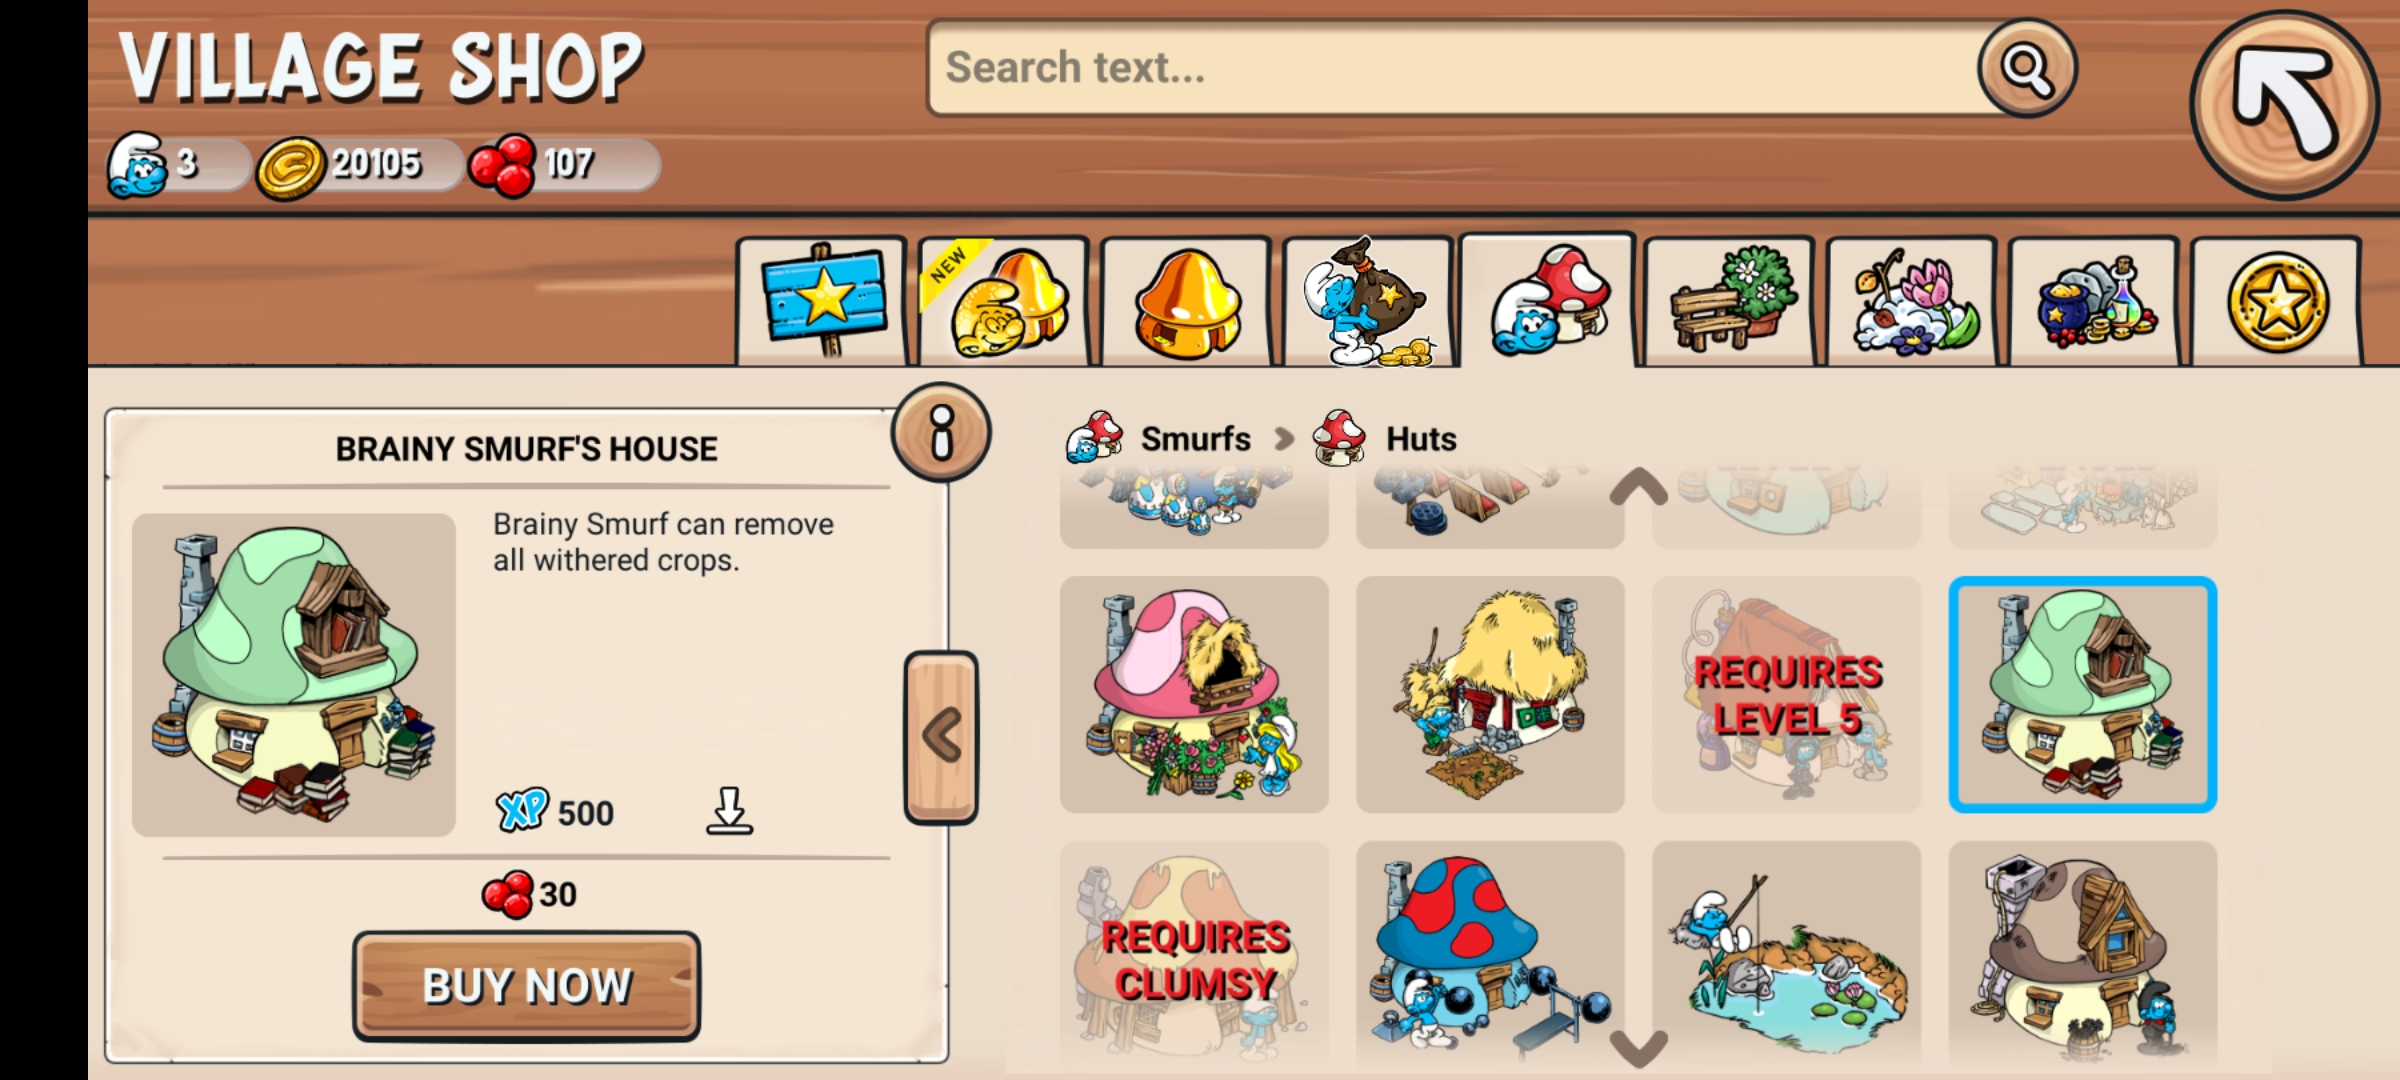 VILLAGE SHOP
Search text...
3
20105
107
NEW
BRAINY SMURF'S HOUSE
Brainy Smurf can remove
all withered crops.
XP 500
30
BUY NOW
Smurfs
Huts
REQUIRES
LEVEL 5
REQUIRES
CLUMSY